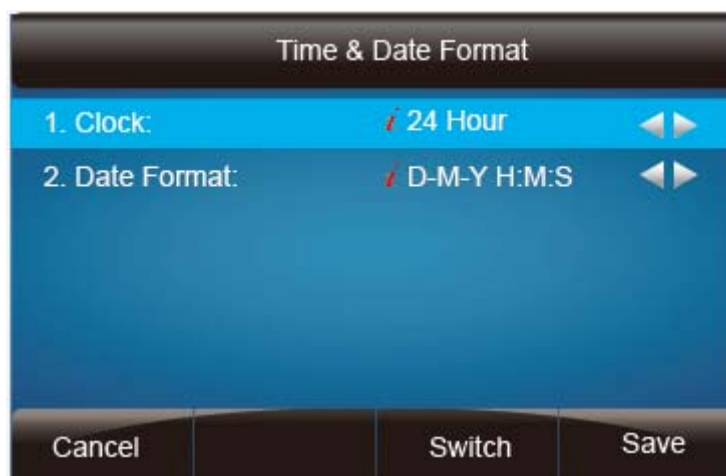 Time & Date Format
1. Clock: i 24 Hour
2. Date Format: i D-M-Y H:M:S
Cancel Switch Save